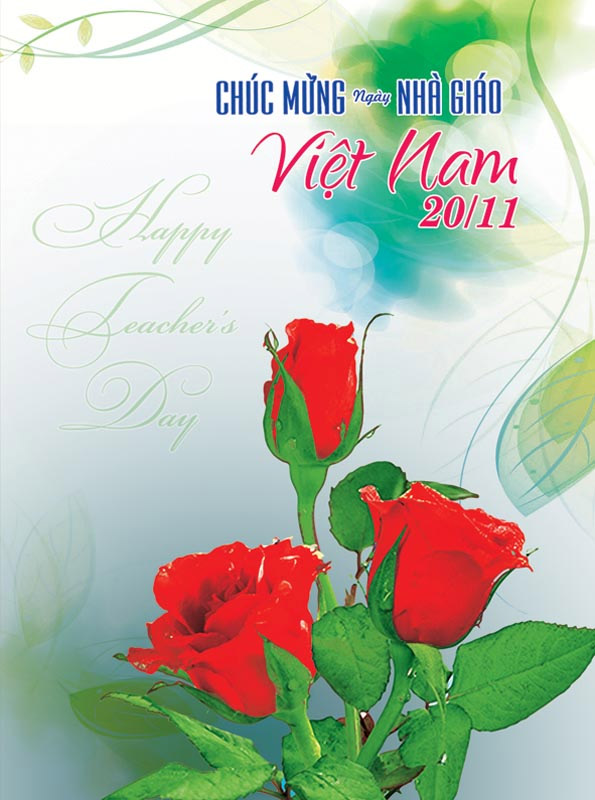 CHÚC MỪNG Ngày NHÀ GIÁO
Việt Nam
20/11
Happy
Teacher's
Day